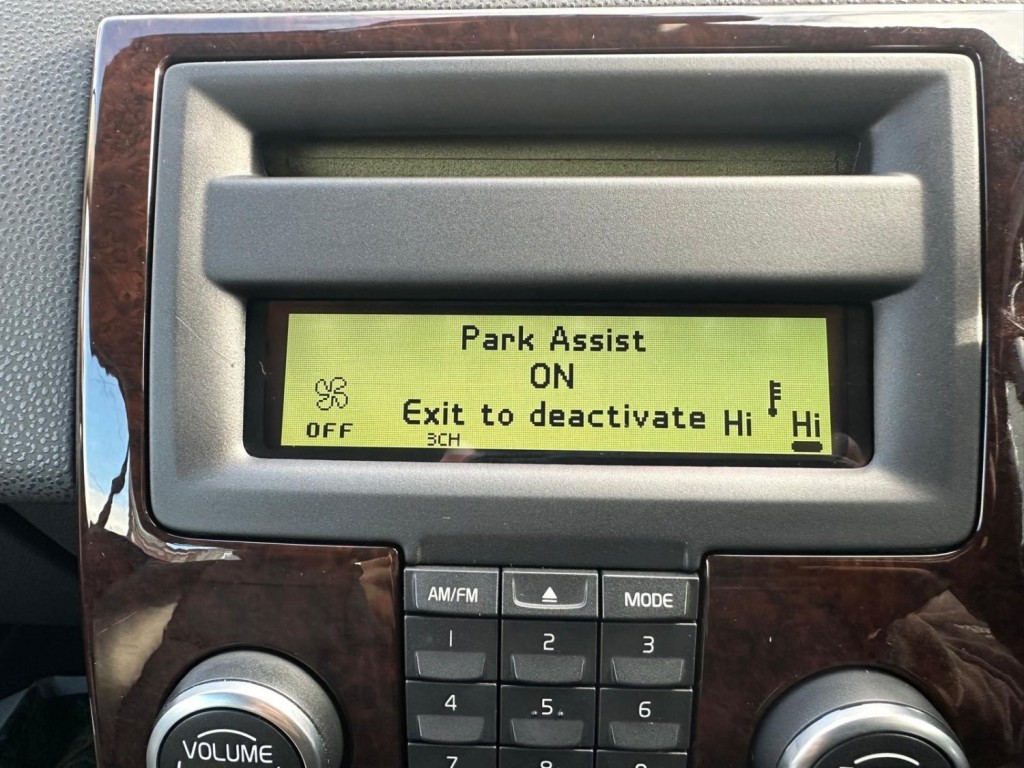 Park Assist
ON
Exit to deactivate
OFF
3CH
Hi Hi
AM/FM MODE
1 2 3
4 5 6
7
VOLUME